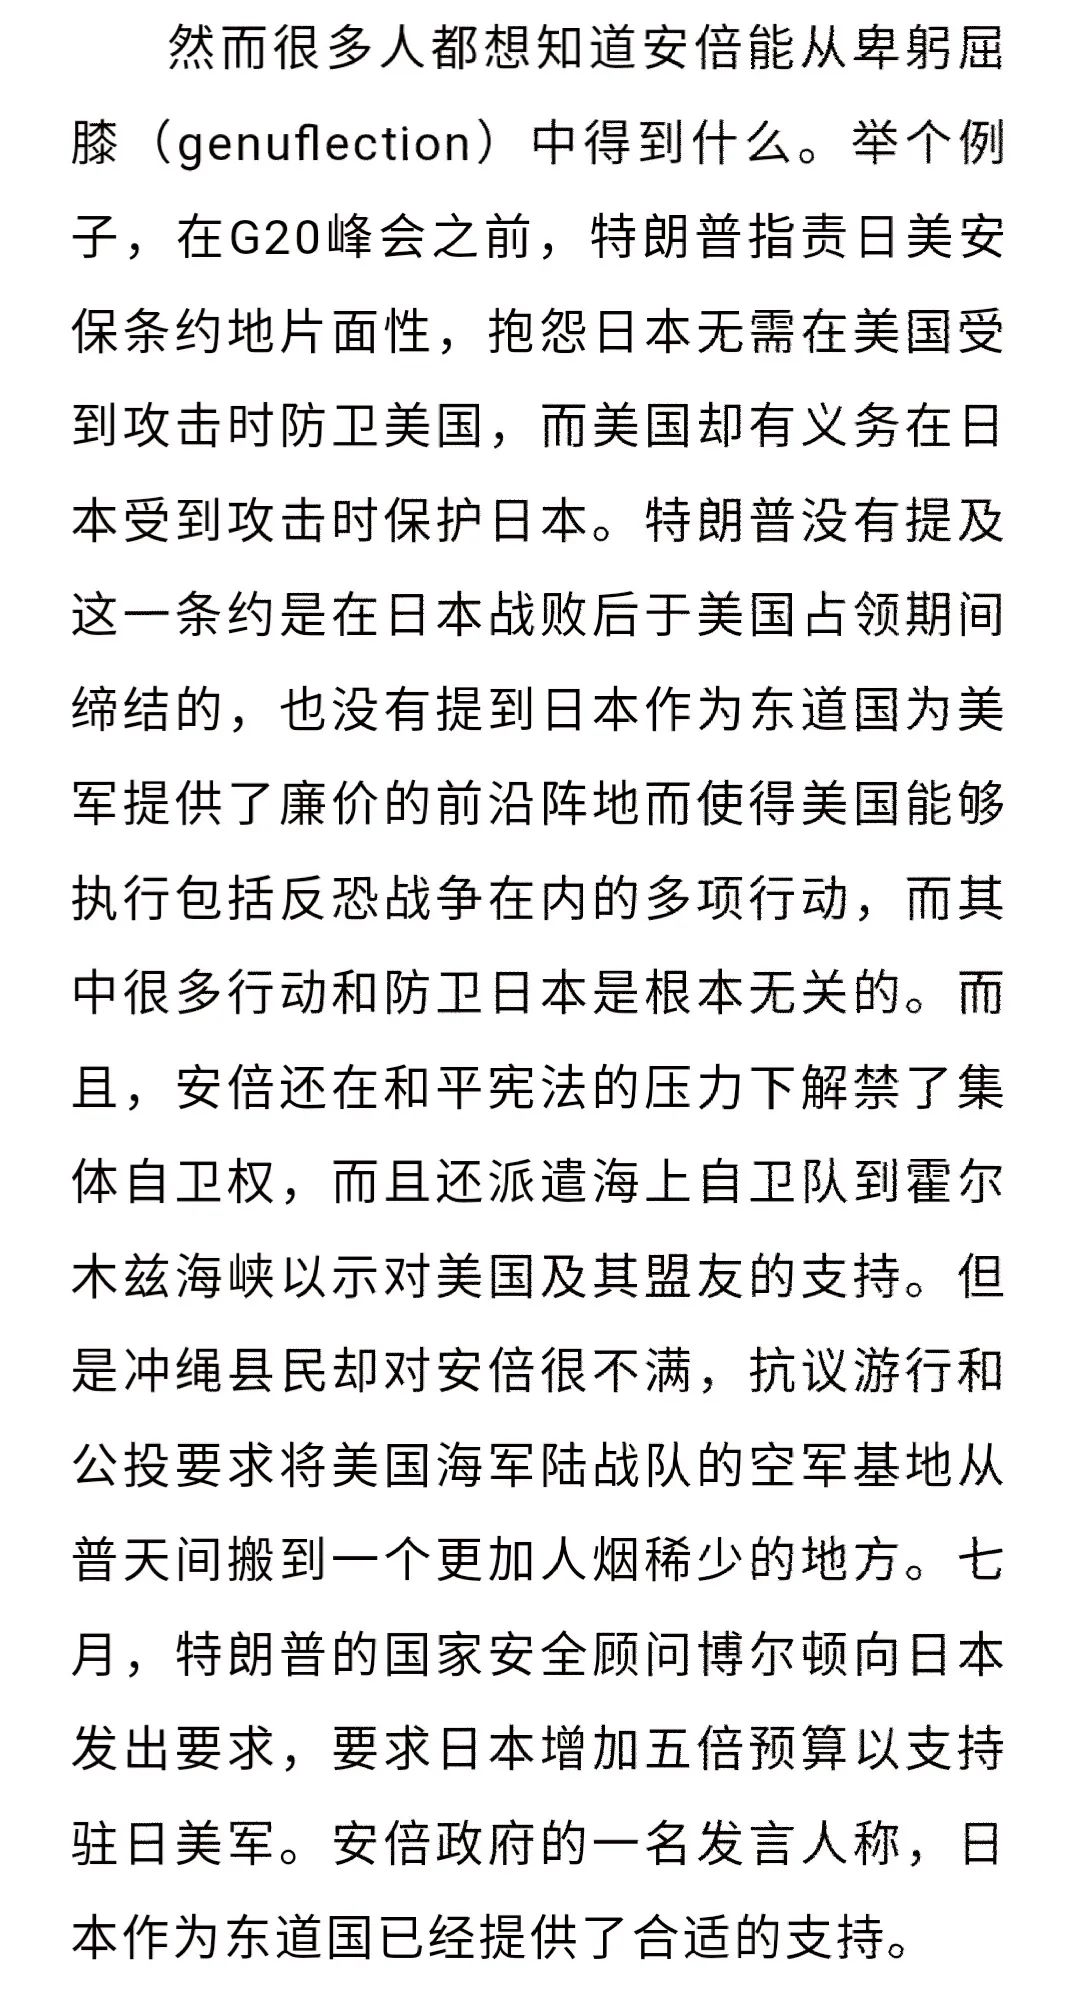 然而很多人都想知道安倍能从卑躬屈
膝（genuflection）中得到什么。举个例
子，在G20峰会之前，特朗普指责日美安
保条约地片面性，抱怨日本无需在美国受
到攻击时防卫美国，而美国却有义务在日
本受到攻击时保护日本。特朗普没有提及
这一条约是在日本战败后于美国占领期间
缔结的，也没有提到日本作为东道国为美
军提供了廉价的前沿阵地而使得美国能够
执行包括反恐战争在内的多项行动，而其
中很多行动和防卫日本是根本无关的。而
且，安倍还在和平宪法的压力下解禁了集
体自卫权，而且还派遣海上自卫队到霍尔
木兹海峡以示对美国及其盟友的支持。但
是冲绳县民却对安倍很不满，抗议游行和
公投要求将美国海军陆战队的空军基地从
普天间搬到一个更加人烟稀少的地方。七
月，特朗普的国家安全顾问博尔顿向日本
发出要求，要求日本增加五倍预算以支持
驻日美军。安倍政府的一名发言人称，日
本作为东道国已经提供了合适的支持。